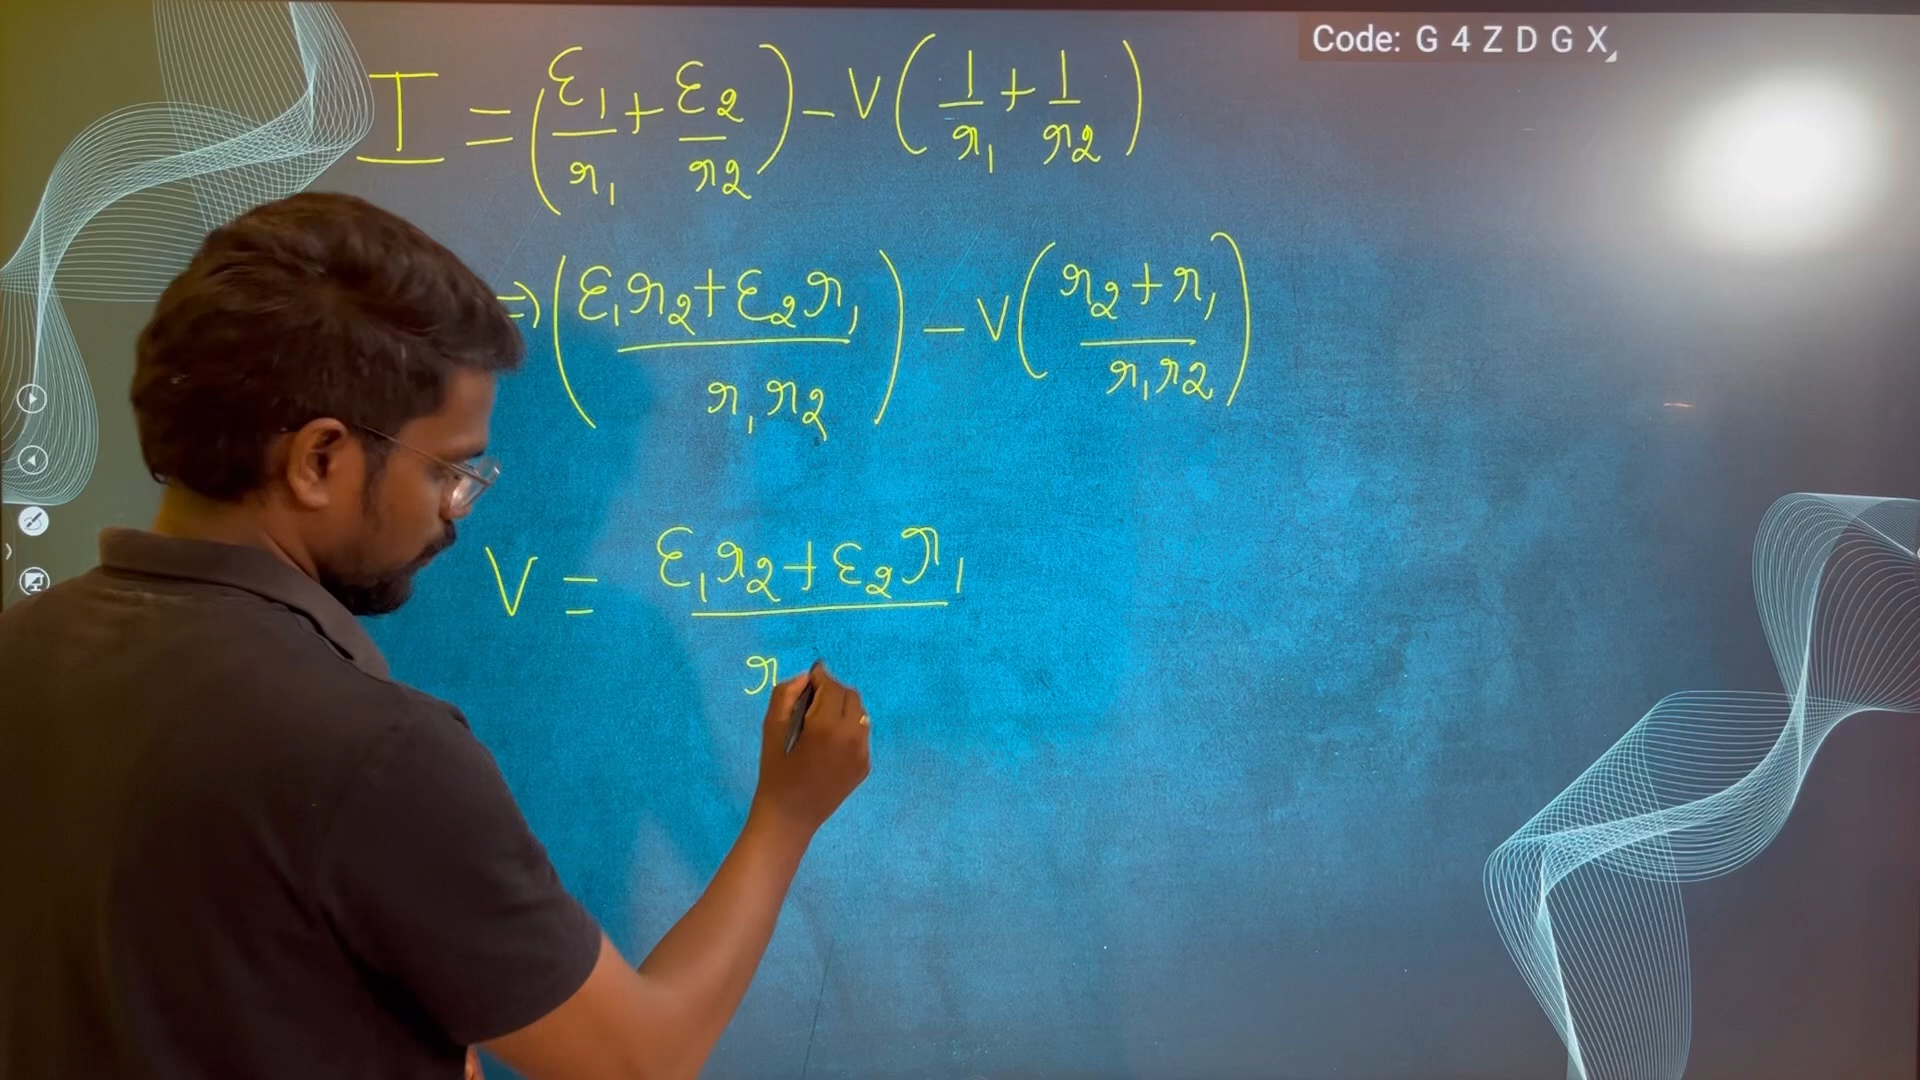 Code: G 4 Z D G X
I = (ε₁/r₁ + ε₂/r₂) - V(1/r₁ + 1/r₂)
⇒ (ε₁r₂ + ε₂r₁ / r₁r₂) - V(r₂ + r₁ / r₁r₂)
V = ε₁r₂ + ε₂r₁ / r